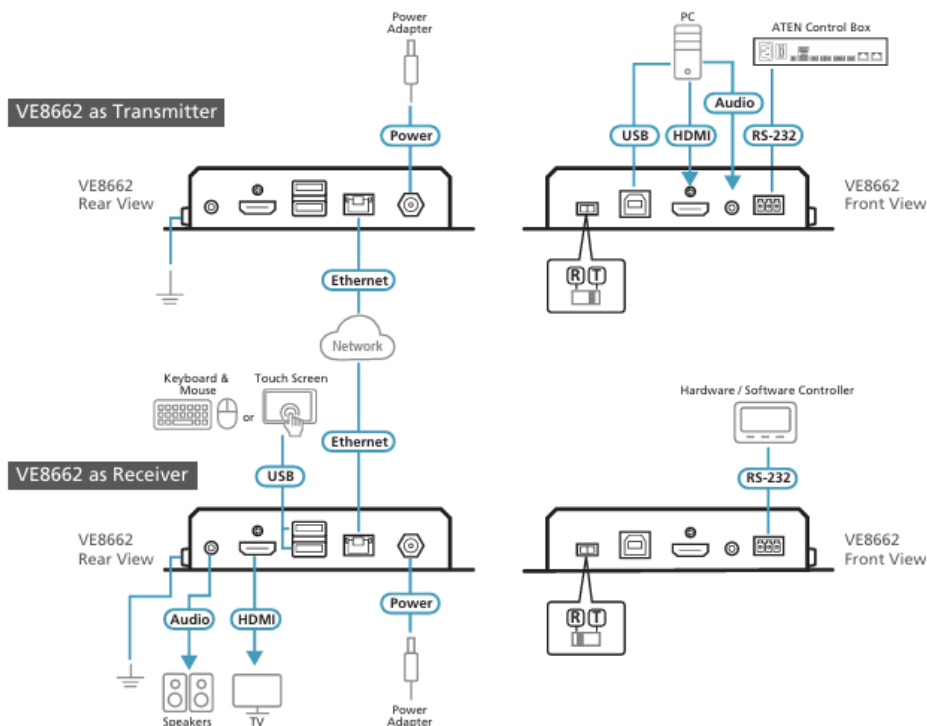 Power
Adapter
PC
ATEN Control Box
VE8662 as Transmitter
Power
USB
HDMI
Audio
RS-232
VE8662
Rear View
VE8662
Front View
R T
Ethernet
Network
Keyboard &
Mouse
or
Touch Screen
Hardware / Software Controller
Ethernet
VE8662 as Receiver
USB
RS-232
VE8662
Rear View
VE8662
Front View
Audio
HDMI
Power
R T
Speakers
TV
Power
Adapter